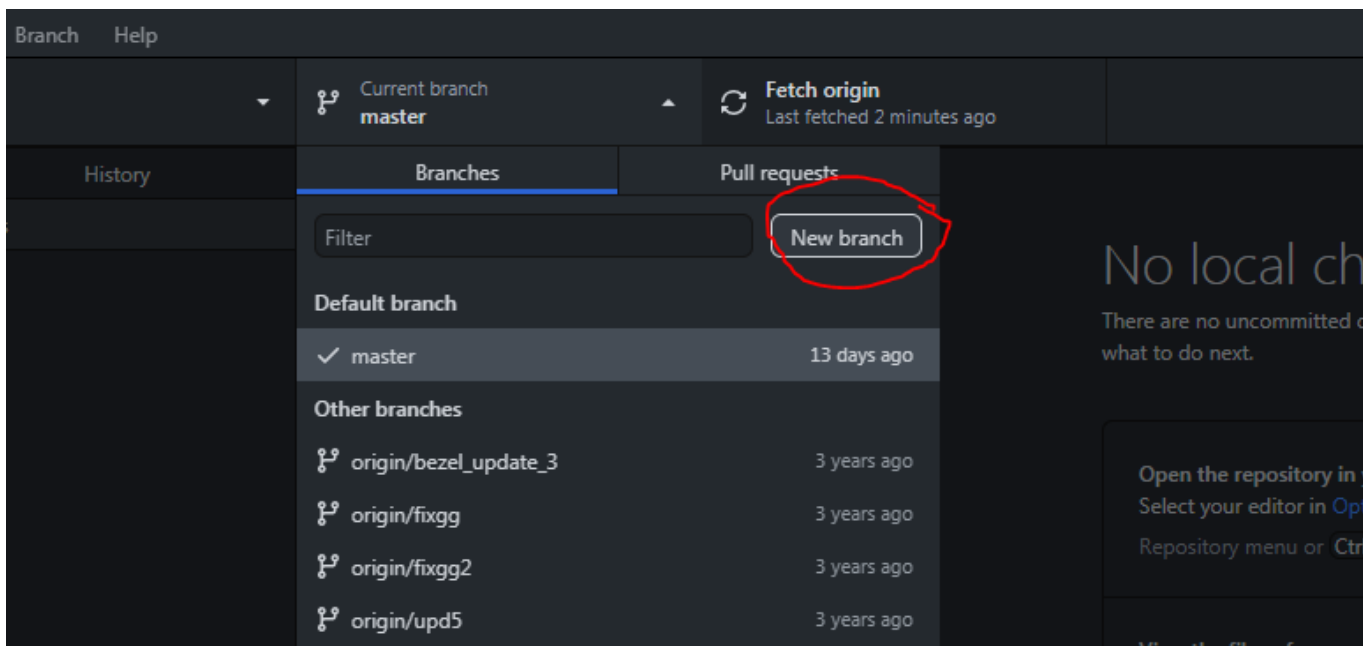 Branch Help
Current branch
master
Fetch origin
Last fetched 2 minutes ago
History
Branches
Pull requests
Filter
New branch
Default branch
master 13 days ago
Other branches
origin/bezel_update_3 3 years ago
origin/fixgg 3 years ago
origin/fixgg2 3 years ago
origin/upd5 3 years ago
No local ch
There are no uncommitted
what to do next.
Open the repository in
Select your editor in Op
Repository menu or Ctr